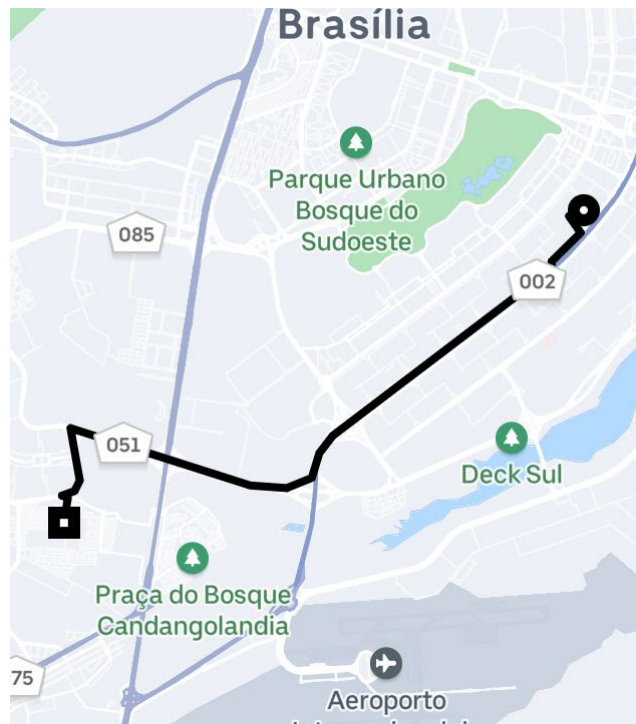 Brasília
Parque Urbano
Bosque do
Sudoeste
085
002
051
Deck Sul
Praça do Bosque
Candangolandia
75
Aeroporto